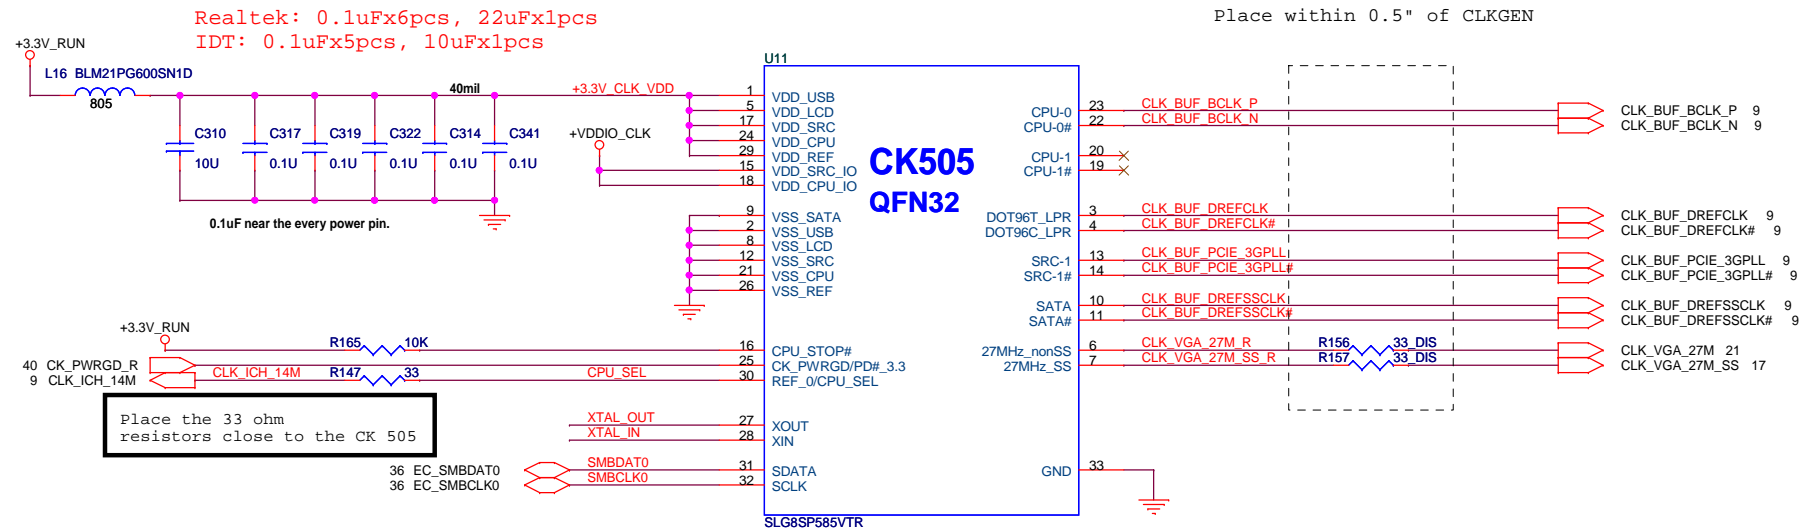 Realtek: 0.1uFx6pcs, 22uFx1pcs
IDT: 0.1uFx5pcs, 10uFx1pcs
Place within 0.5" of CLKGEN
+3.3V_RUN
L16 BLM21PG600SN1D
805
40mil
+3.3V_CLK_VDD
C310
10U
C317
0.1U
C319
0.1U
C322
0.1U
C314
0.1U
C341
0.1U
0.1uF near the every power pin.
+VDDIO_CLK
U11
CK505
QFN32
1 VDD_USB
5 VDD_LCD
17 VDD_SRC
24 VDD_CPU
29 VDD_REF
15 VDD_SRC_IO
18 VDD_CPU_IO
9 VSS_SATA
2 VSS_USB
8 VSS_LCD
12 VSS_SRC
21 VSS_CPU
26 VSS_REF
+3.3V_RUN
R165 10K
16 CPU_STOP#
40 CK_PWRGD_R
25 CK_PWRGD/PD#_3.3
9 CLK_ICH_14M
CLK_ICH_14M R147 33 CPU_SEL
30 REF_0/CPU_SEL
Place the 33 ohm
resistors close to the CK 505
XTAL_OUT 27 XOUT
XTAL_IN 28 XIN
36 EC_SMBDAT0 SMBDAT0 31 SDATA
36 EC_SMBCLK0 SMBCLK0 32 SCLK
SLG8SP585VTR
CPU-0 23 CLK_BUF_BCLK_P CLK_BUF_BCLK_P 9
CPU-0# 22 CLK_BUF_BCLK_N CLK_BUF_BCLK_N 9
CPU-1 20
CPU-1# 19
DOT96T_LPR 3 CLK_BUF_DREFCLK CLK_BUF_DREFCLK 9
DOT96C_LPR 4 CLK_BUF_DREFCLK# CLK_BUF_DREFCLK# 9
SRC-1 13 CLK_BUF_PCIE_3GPLL CLK_BUF_PCIE_3GPLL 9
SRC-1# 14 CLK_BUF_PCIE_3GPLL# CLK_BUF_PCIE_3GPLL# 9
SATA 10 CLK_BUF_DREFSSCLK CLK_BUF_DREFSSCLK 9
SATA# 11 CLK_BUF_DREFSSCLK# CLK_BUF_DREFSSCLK# 9
27MHz_nonSS 6 CLK_VGA_27M_R R156 33_DIS CLK_VGA_27M 21
27MHz_SS 7 CLK_VGA_27M_SS_R R157 33_DIS CLK_VGA_27M_SS 17
GND 33